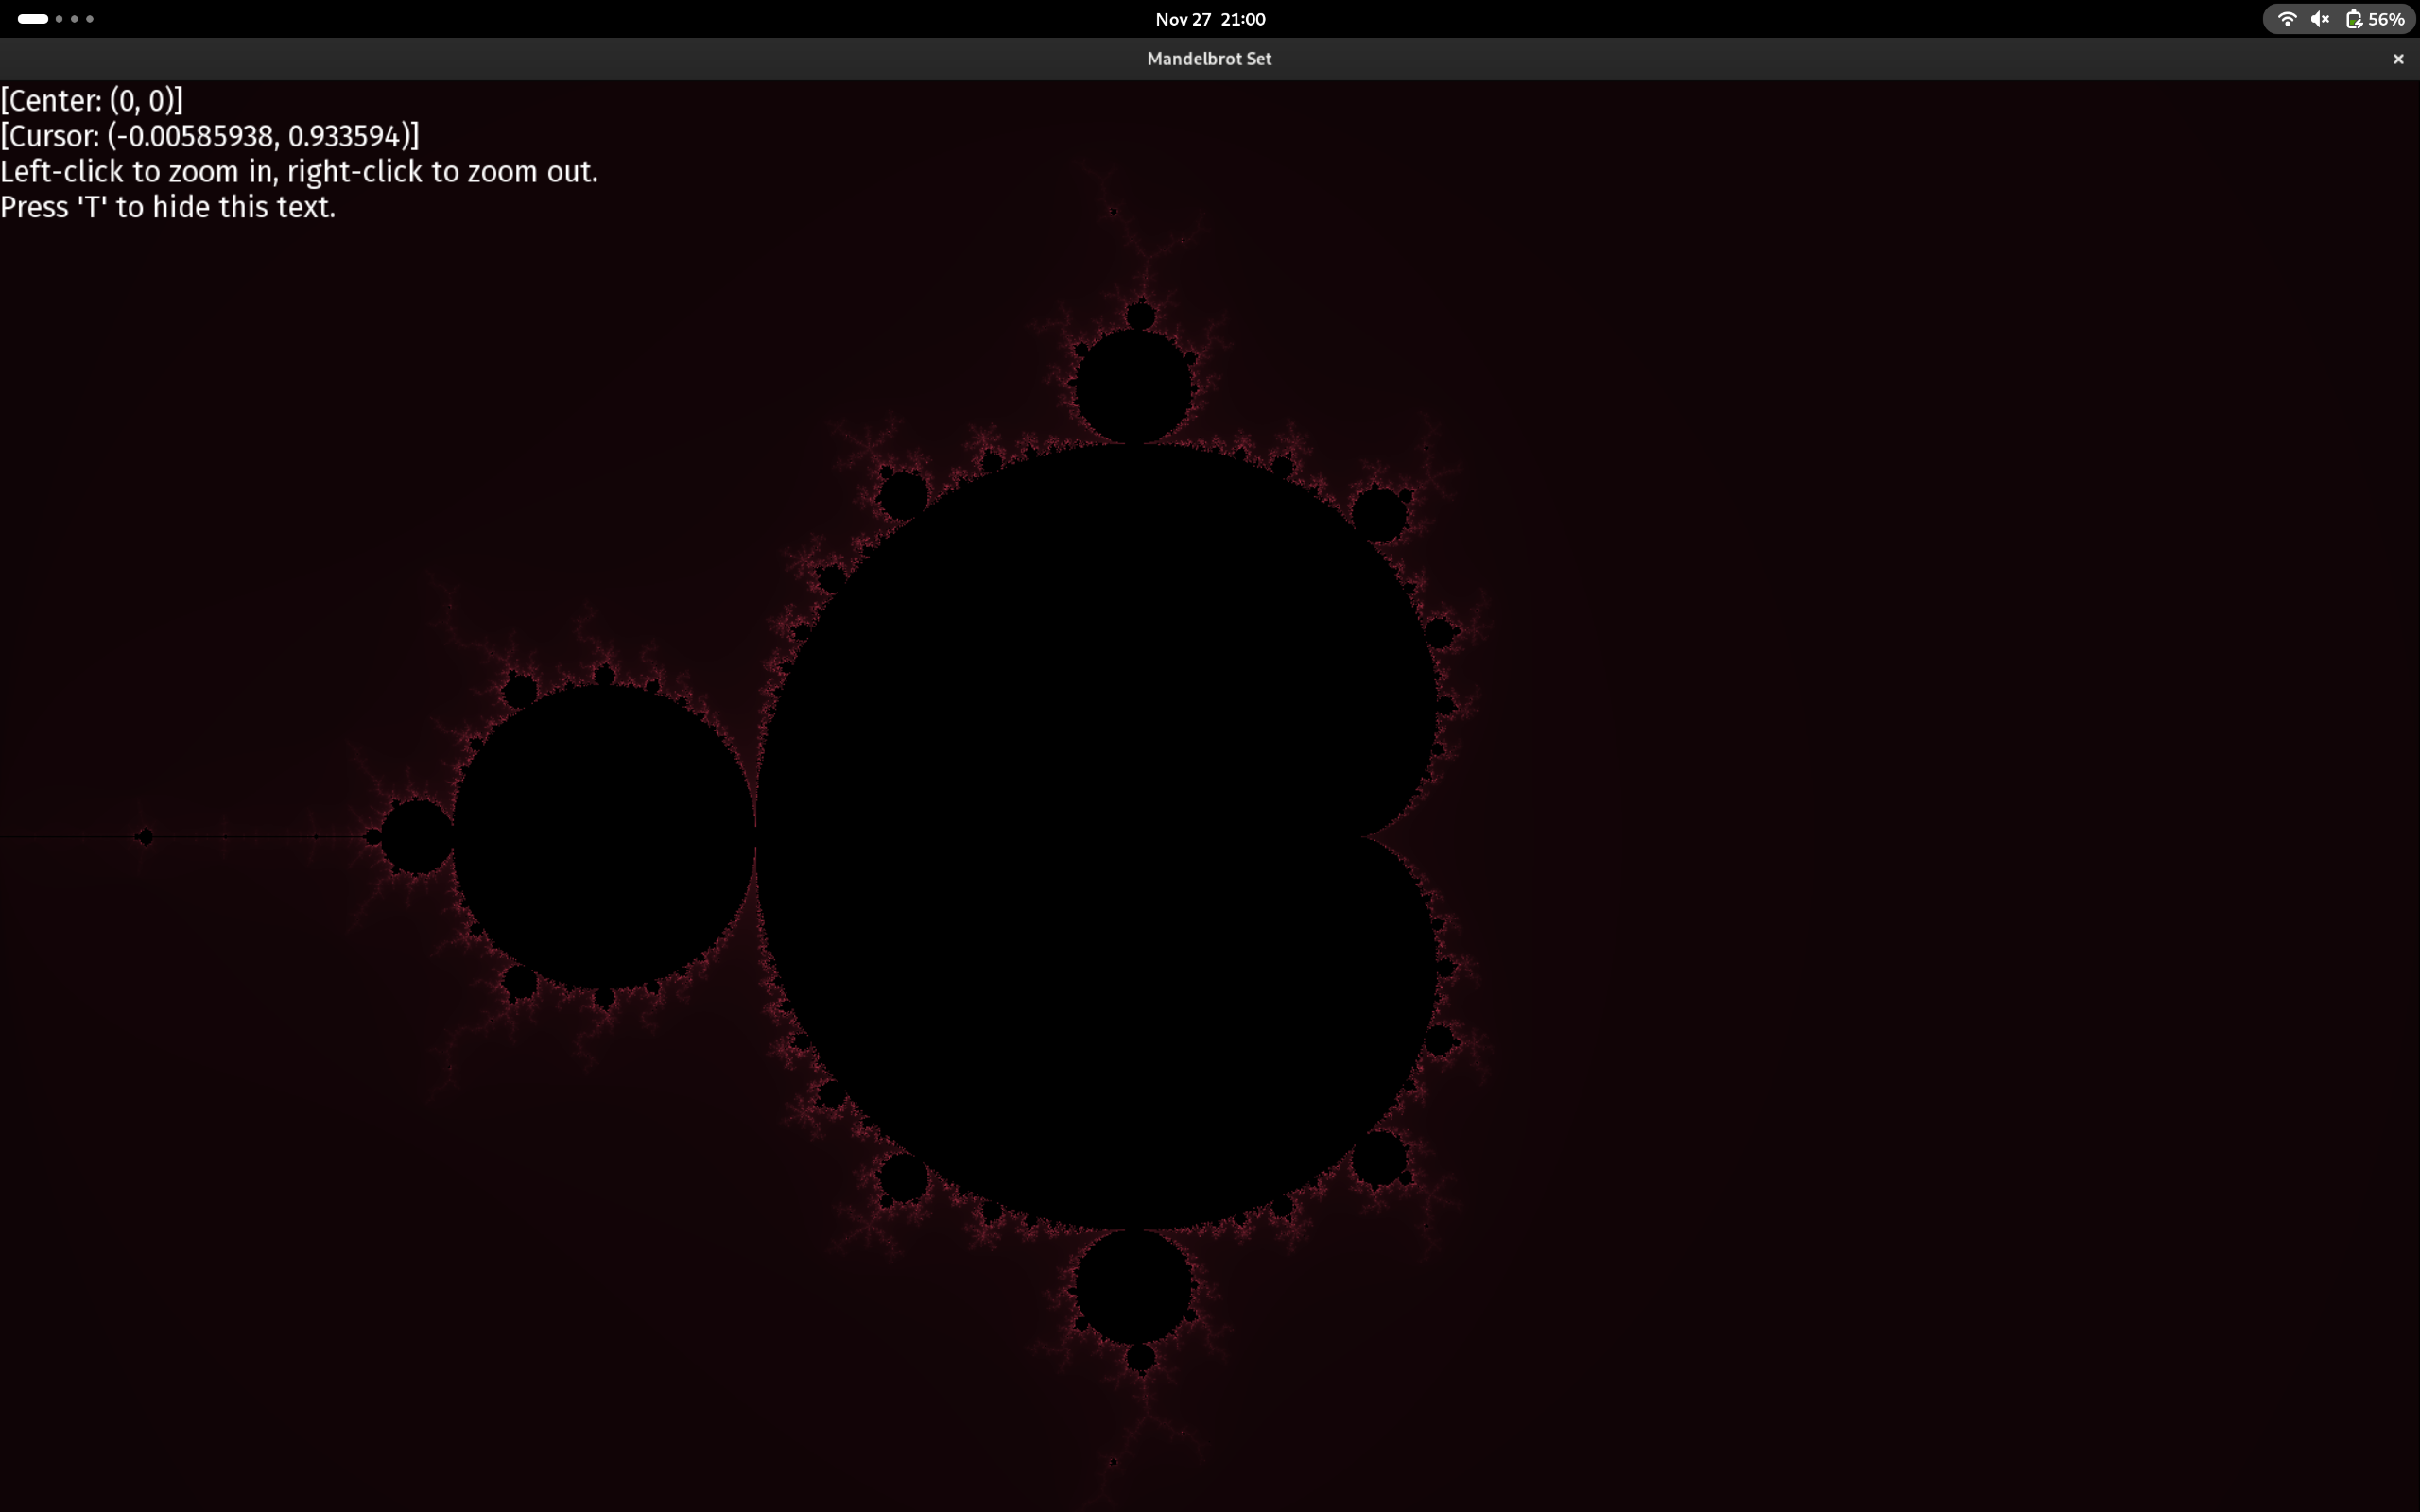 Nov 27 21:00
56%
Mandelbrot Set
[Center: (0, 0)]
[Cursor: (-0.00585938, 0.933594)]
Left-click to zoom in, right-click to zoom out.
Press 'T' to hide this text.